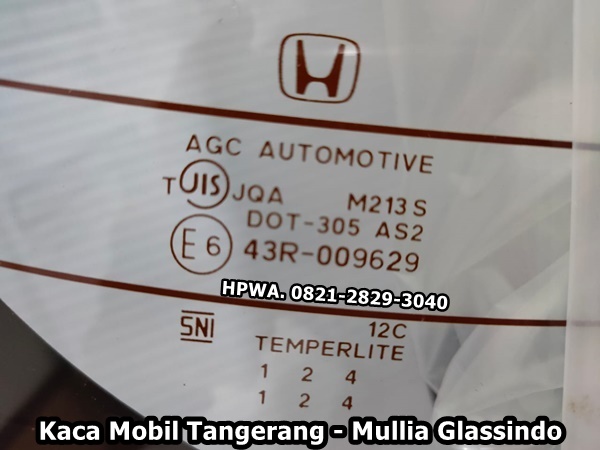 AGC AUTOMOTIVE
T JIS JQA M213S
DOT-305 AS2
E6 43R-009629
HPWA. 0821-2829-3040
SNI 12C
TEMPERLITE
1 2 4
1 2 4
Kaca Mobil Tangerang - Mullia Glassindo